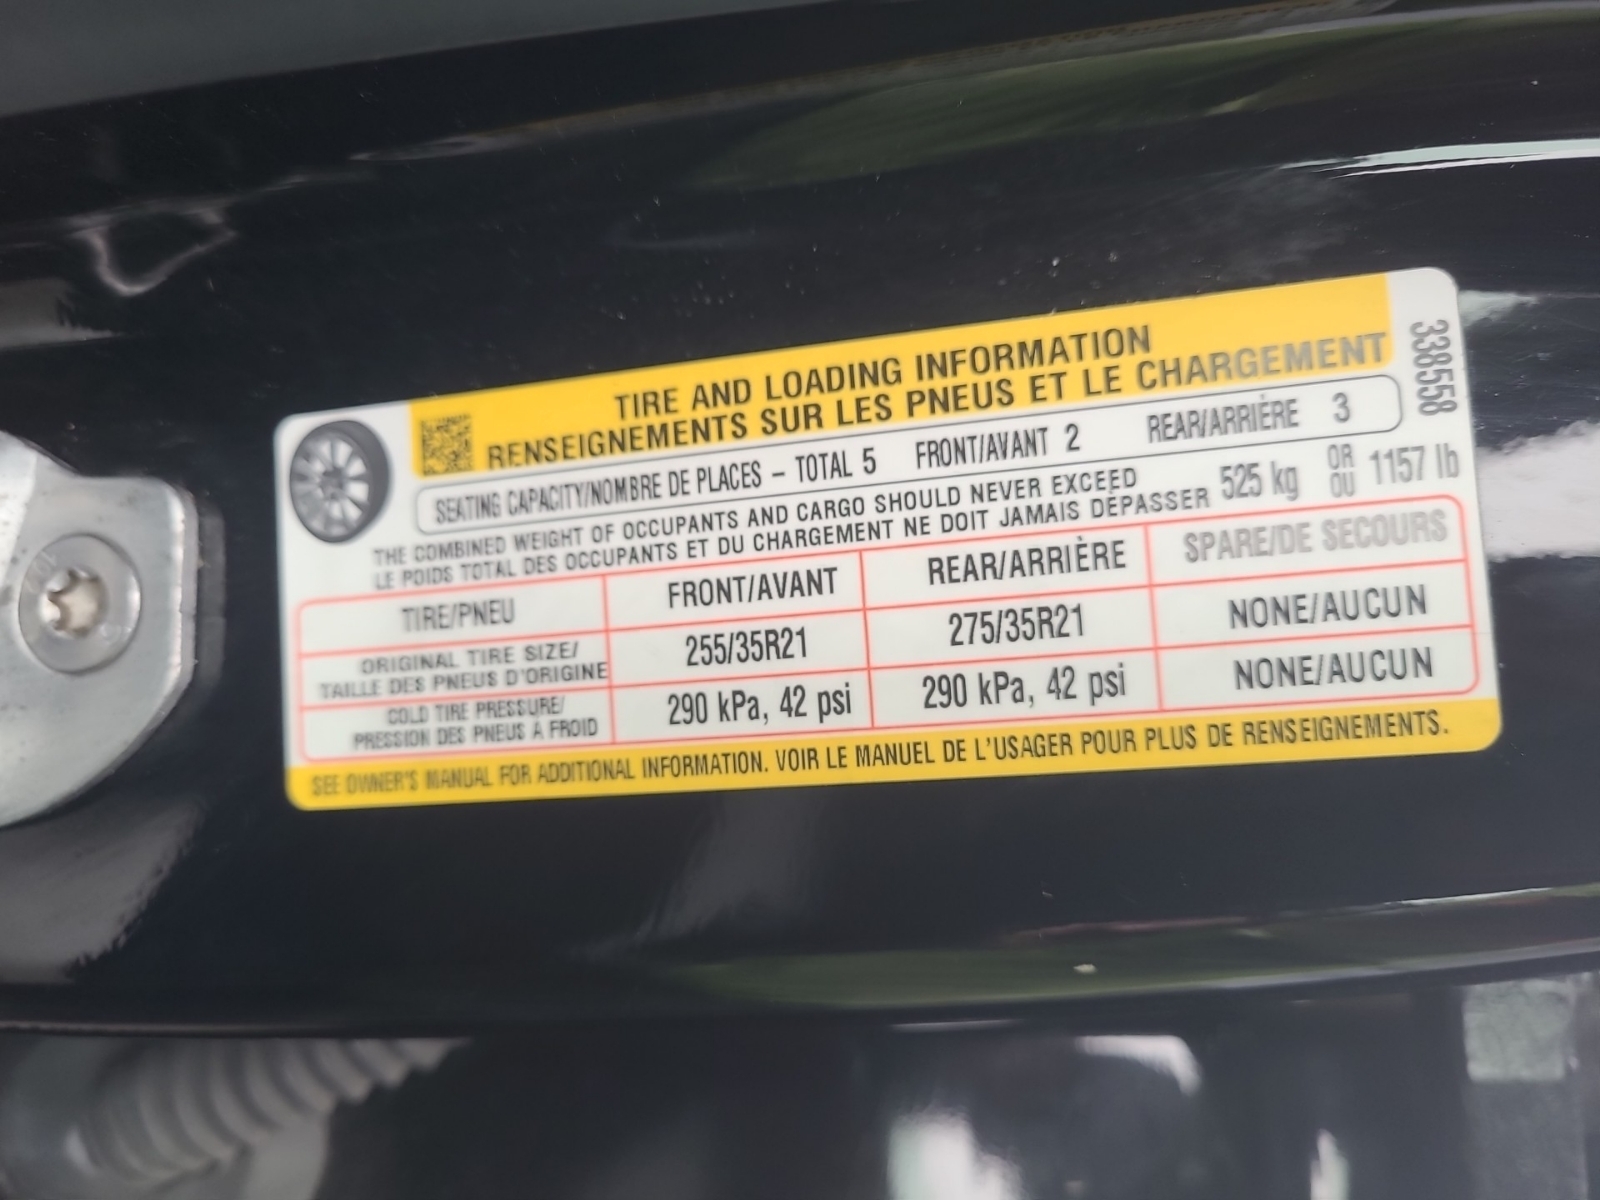 TIRE AND LOADING INFORMATION
RENSEIGNEMENTS SUR LES PNEUS ET LE CHARGEMENT
338558
SEATING CAPACITY/NOMBRE DE PLACES – TOTAL 5 FRONT/AVANT 2 REAR/ARRIÈRE 3
THE COMBINED WEIGHT OF OCCUPANTS AND CARGO SHOULD NEVER EXCEED
LE POIDS TOTAL DES OCCUPANTS ET DU CHARGEMENT NE DOIT JAMAIS DÉPASSER
525 kg OR OU 1157 lb
TIRE/PNEU FRONT/AVANT REAR/ARRIÈRE SPARE/DE SECOURS
ORIGINAL TIRE SIZE/
TAILLE DES PNEUS D'ORIGINE 255/35R21 275/35R21 NONE/AUCUN
COLD TIRE PRESSURE/
PRESSION DES PNEUS À FROID 290 kPa, 42 psi 290 kPa, 42 psi NONE/AUCUN
SEE OWNER'S MANUAL FOR ADDITIONAL INFORMATION. VOIR LE MANUEL DE L'USAGER POUR PLUS DE RENSEIGNEMENTS.